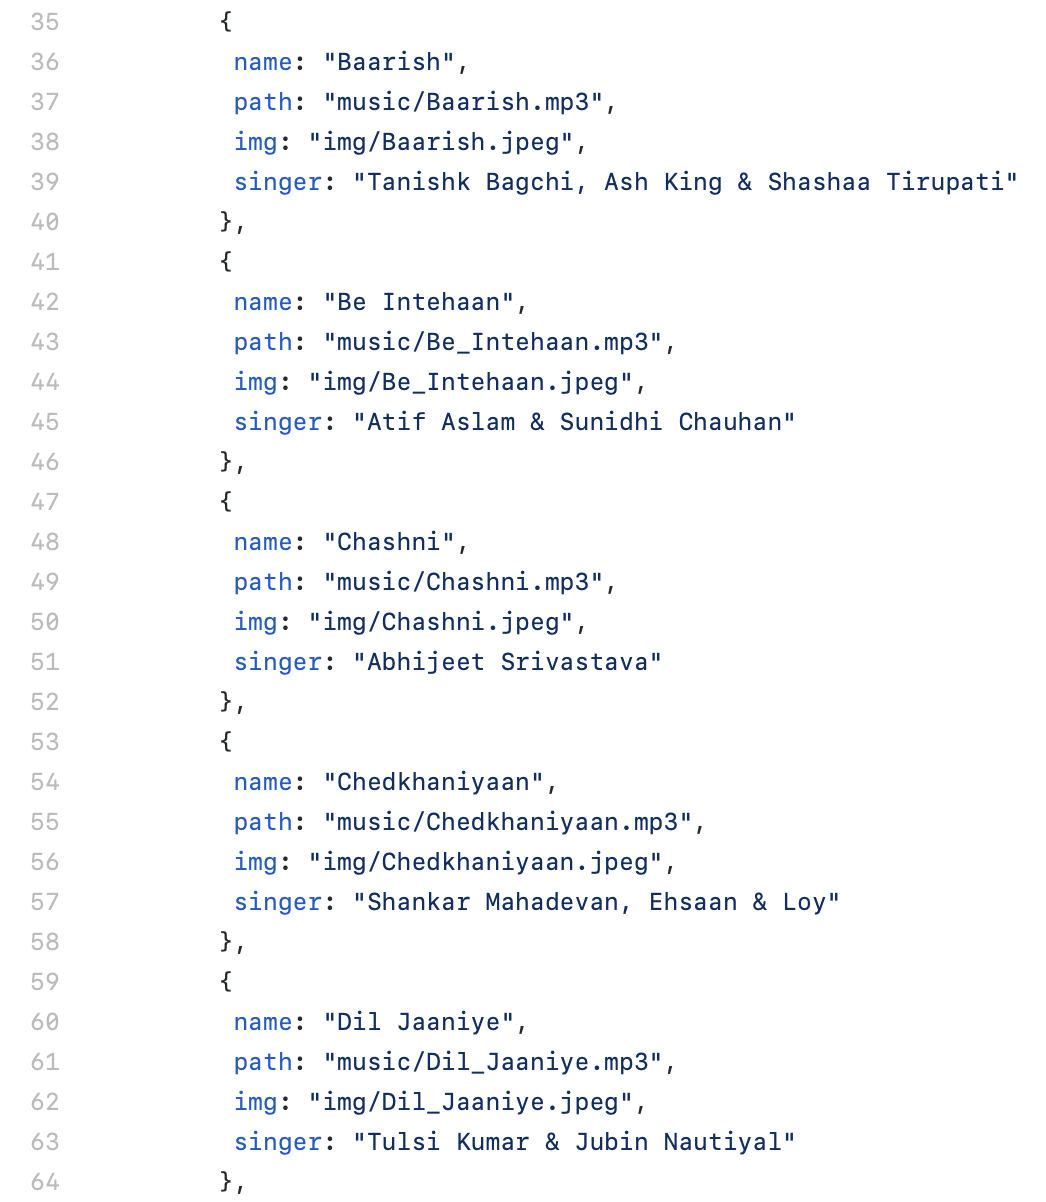 35 {
36 name: "Baarish",
37 path: "music/Baarish.mp3",
38 img: "img/Baarish.jpeg",
39 singer: "Tanishk Bagchi, Ash King & Shashaa Tirupati"
40 },
41 {
42 name: "Be Intehaan",
43 path: "music/Be_Intehaan.mp3",
44 img: "img/Be_Intehaan.jpeg",
45 singer: "Atif Aslam & Sunidhi Chauhan"
46 },
47 {
48 name: "Chashni",
49 path: "music/Chashni.mp3",
50 img: "img/Chashni.jpeg",
51 singer: "Abhijeet Srivastava"
52 },
53 {
54 name: "Chedkhaniyaan",
55 path: "music/Chedkhaniyaan.mp3",
56 img: "img/Chedkhaniyaan.jpeg",
57 singer: "Shankar Mahadevan, Ehsaan & Loy"
58 },
59 {
60 name: "Dil Jaaniye",
61 path: "music/Dil_Jaaniye.mp3",
62 img: "img/Dil_Jaaniye.jpeg",
63 singer: "Tulsi Kumar & Jubin Nautiyal"
64 },